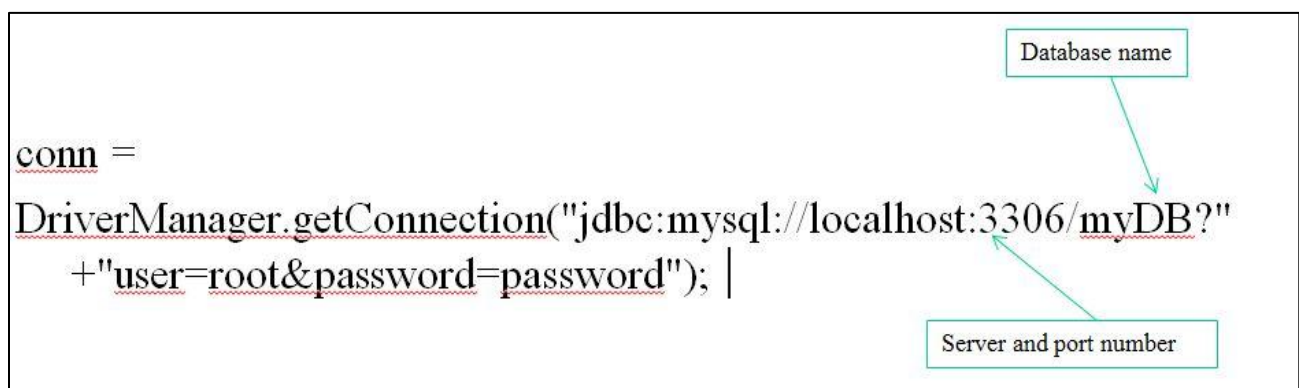 Database name
conn =
DriverManager.getConnection("jdbc:mysql://localhost:3306/myDB?"
+"user=root&password=password");
Server and port number